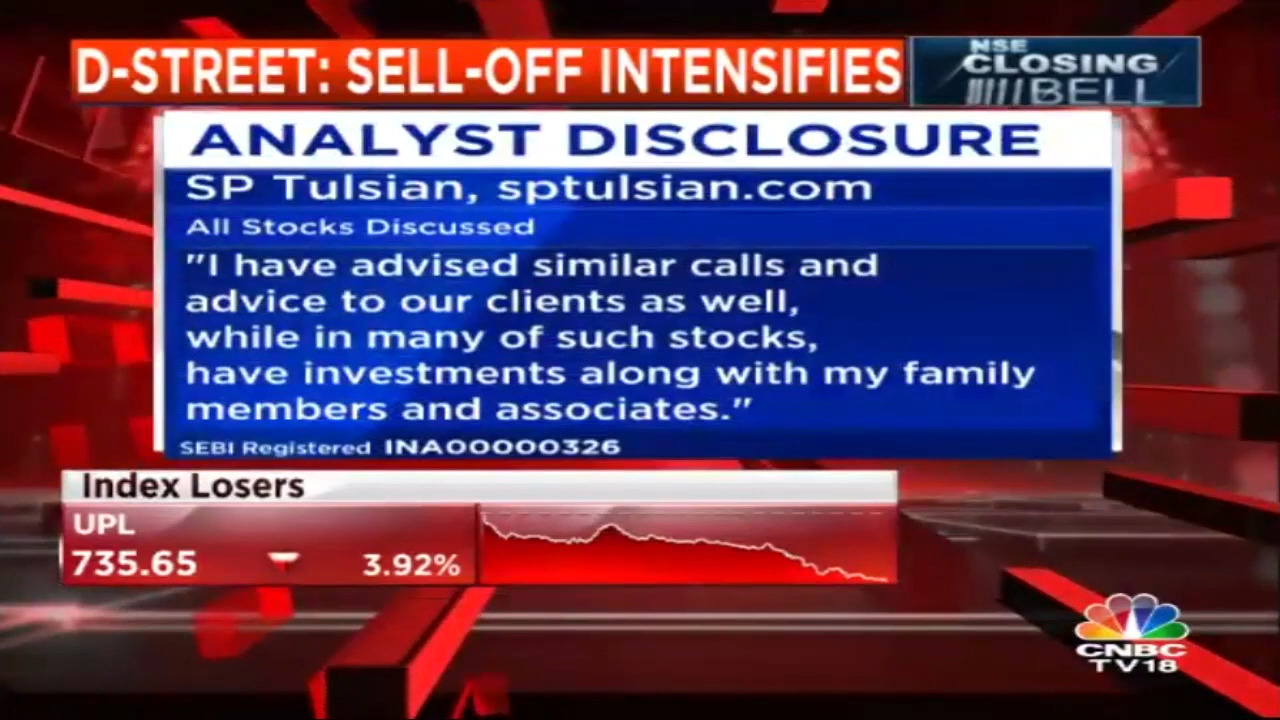 D-STREET: SELL-OFF INTENSIFIES
NSE
CLOSING
BELL
ANALYST DISCLOSURE
SP Tulsian, sptulsian.com
All Stocks Discussed
"I have advised similar calls and
advice to our clients as well,
while in many of such stocks,
have investments along with my family
members and associates."
SEBI Registered INA00000326
Index Losers
UPL
735.65 3.92%
CNBC
TV18